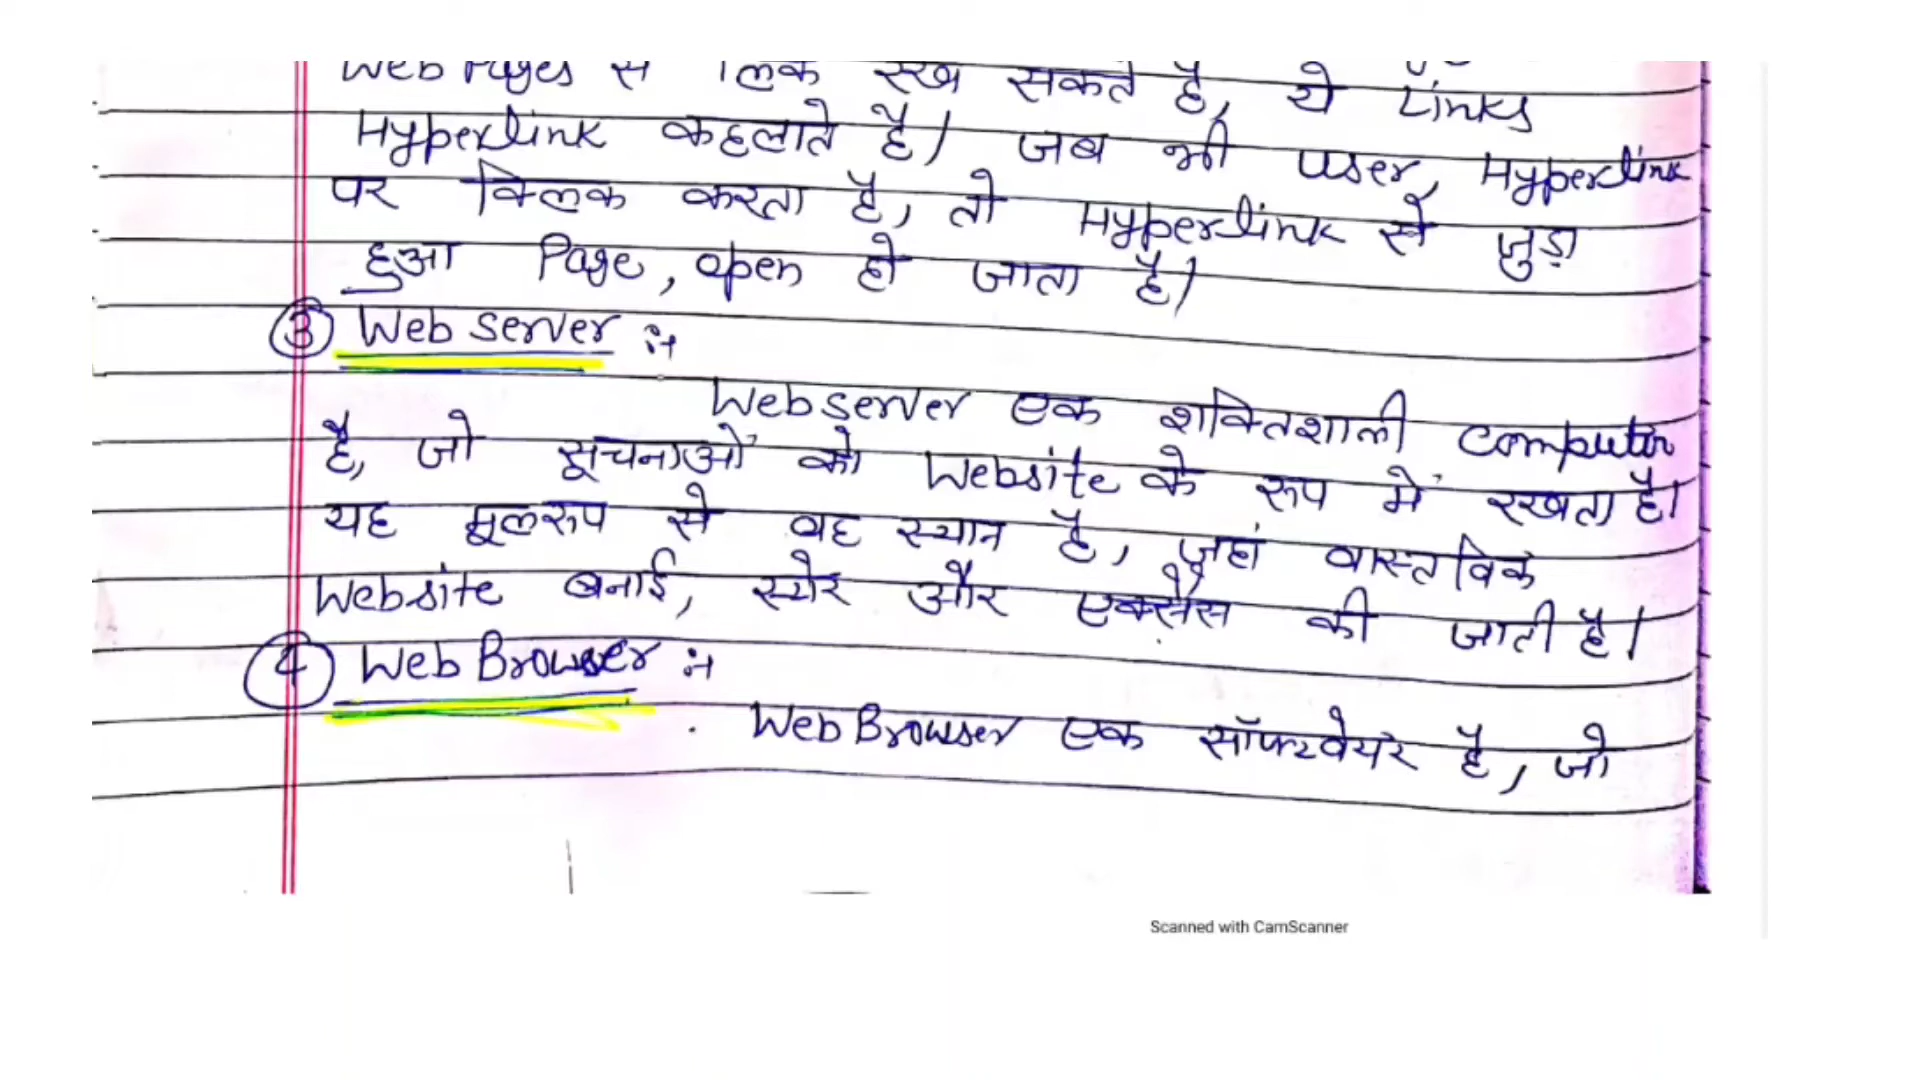 Web Pages से लिंक रख सकते है, ये Links
Hyperlink कहलाते है। जब भी user, Hyperlink
पर क्लिक करता है, तो Hyperlink से जुड़ा
हुआ Page, open हो जाता है।
③ Web server :-
Webserver एक शक्तिशाली computer
है, जो सूचनाओं को Website के रूप में रखता है।
यह मूलरूप से वह स्थान है, जहां वास्तविक
Website बनाई, स्योर और एक्सेस की जाती है।
④ Web Browser :-
Web Browser एक सॉफ्टवेयर है, जो
Scanned with CamScanner